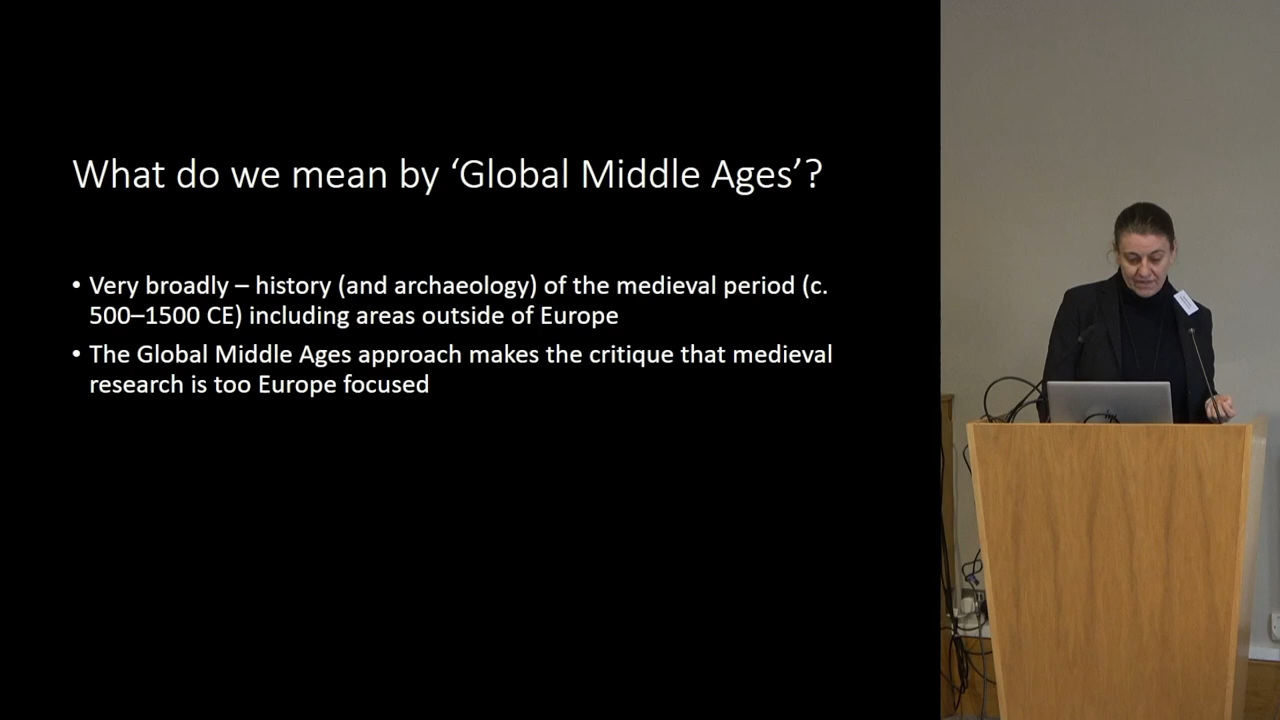 What do we mean by ‘Global Middle Ages’?
• Very broadly – history (and archaeology) of the medieval period (c.
500–1500 CE) including areas outside of Europe
• The Global Middle Ages approach makes the critique that medieval
research is too Europe focused